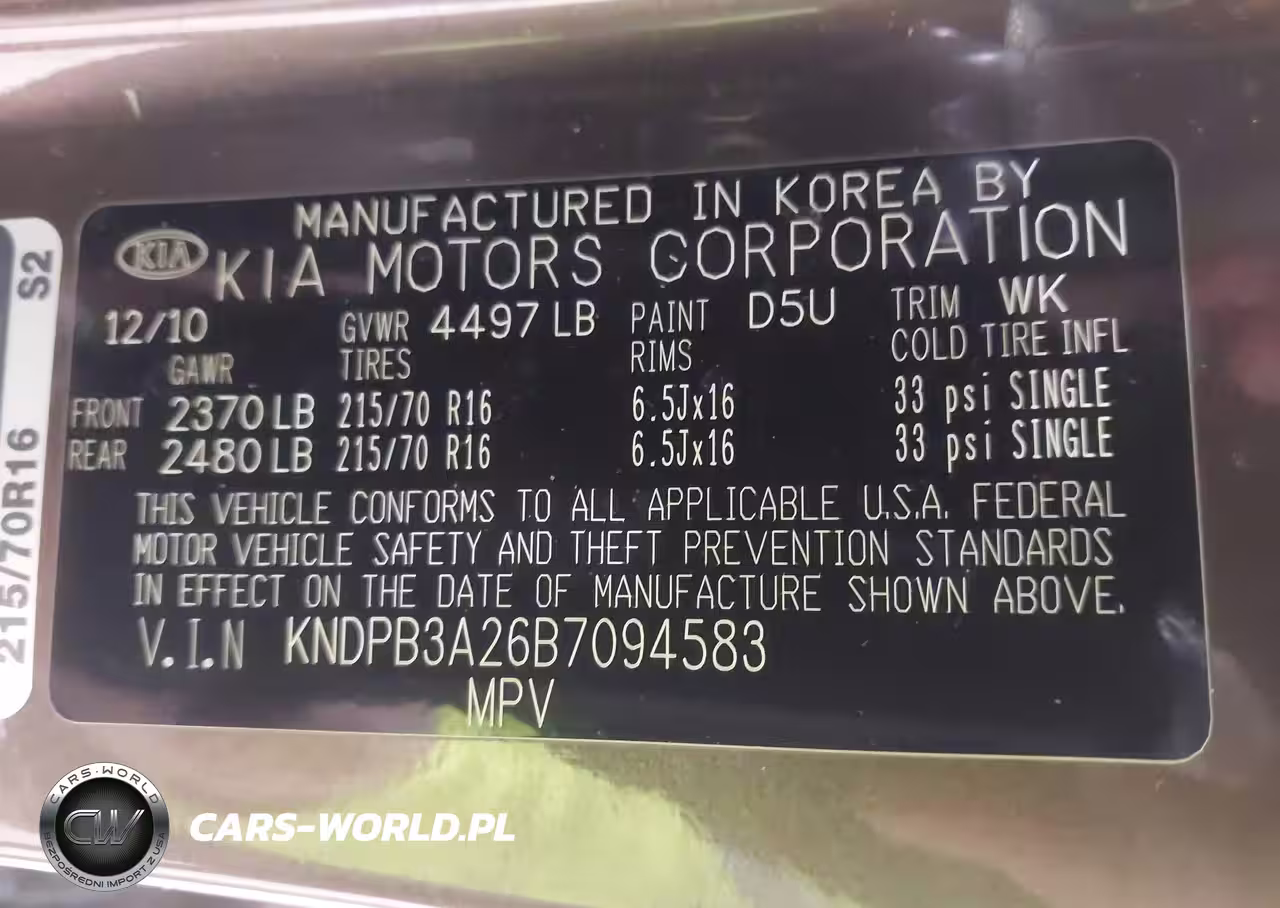 MANUFACTURED IN KOREA BY
KIA KIA MOTORS CORPORATION
12/10 GVWR 4497 LB PAINT D5U TRIM WK
GAWR TIRES RIMS COLD TIRE INFL
FRONT 2370 LB 215/70 R16 6.5Jx16 33 psi SINGLE
REAR 2480 LB 215/70 R16 6.5Jx16 33 psi SINGLE
THIS VEHICLE CONFORMS TO ALL APPLICABLE U.S.A. FEDERAL
MOTOR VEHICLE SAFETY AND THEFT PREVENTION STANDARDS
IN EFFECT ON THE DATE OF MANUFACTURE SHOWN ABOVE.
V.I.N KNDPB3A26B7094583
MPV
215/70R16 S2
CARS-WORLD
CW
BEZPOŚREDNI IMPORT Z USA
CARS-WORLD.PL